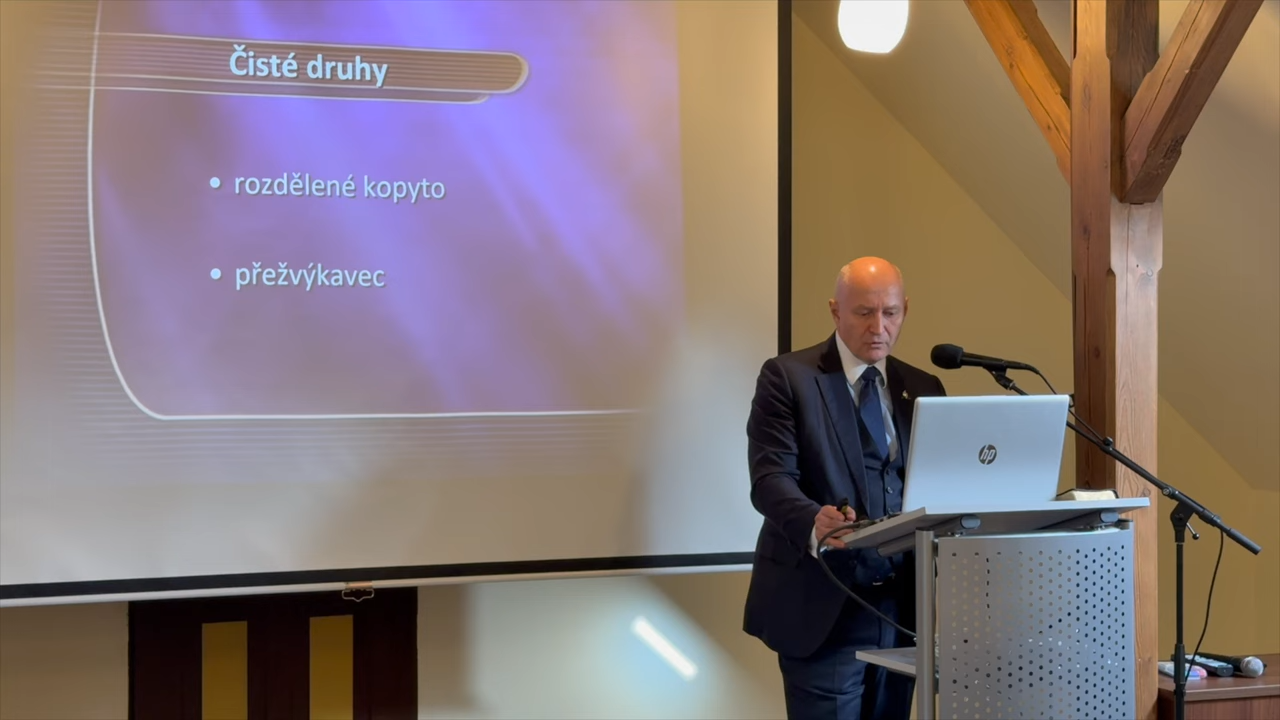 Čisté druhy
• rozdělené kopyto
• přežvýkavec
hp